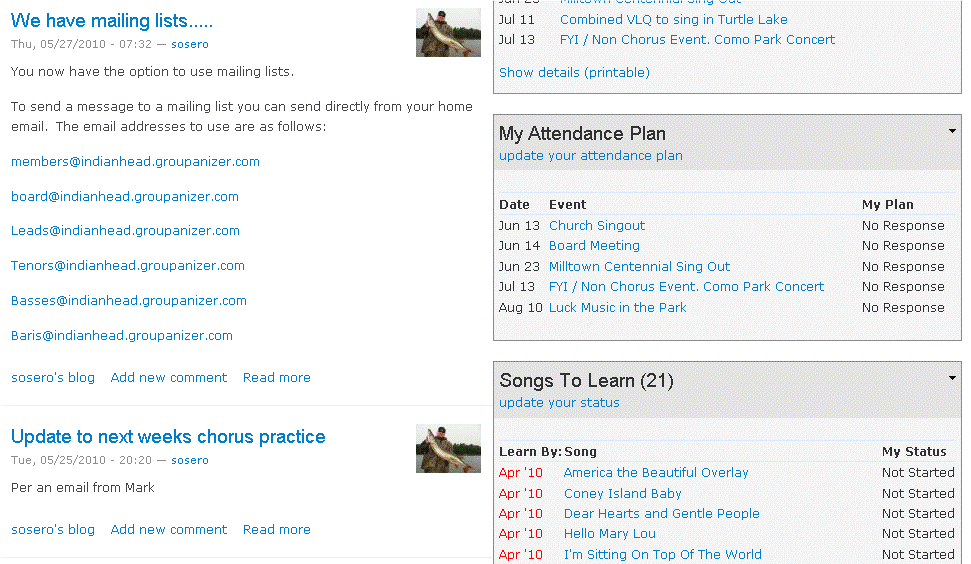 We have mailing lists.....
Thu, 05/27/2010 - 07:32 — sosero
You now have the option to use mailing lists.
To send a message to a mailing list you can send directly from your home
email.  The email addresses to use are as follows:
members@indianhead.groupanizer.com
board@indianhead.groupanizer.com
Leads@indianhead.groupanizer.com
Tenors@indianhead.groupanizer.com
Basses@indianhead.groupanizer.com
Baris@indianhead.groupanizer.com
sosero's blog Add new comment Read more
Update to next weeks chorus practice
Tue, 05/25/2010 - 20:20 — sosero
Per an email from Mark
sosero's blog Add new comment Read more
Jun 23 Milltown Centennial Sing Out
Jul 11 Combined VLQ to sing in Turtle Lake
Jul 13 FYI / Non Chorus Event. Como Park Concert
Show details (printable)
My Attendance Plan
update your attendance plan
Date Event My Plan
Jun 13 Church Singout No Response
Jun 14 Board Meeting No Response
Jun 23 Milltown Centennial Sing Out No Response
Jul 13 FYI / Non Chorus Event. Como Park Concert No Response
Aug 10 Luck Music in the Park No Response
Songs To Learn (21)
update your status
Learn By: Song My Status
Apr '10 America the Beautiful Overlay Not Started
Apr '10 Coney Island Baby Not Started
Apr '10 Dear Hearts and Gentle People Not Started
Apr '10 Hello Mary Lou Not Started
Apr '10 I'm Sitting On Top Of The World Not Started